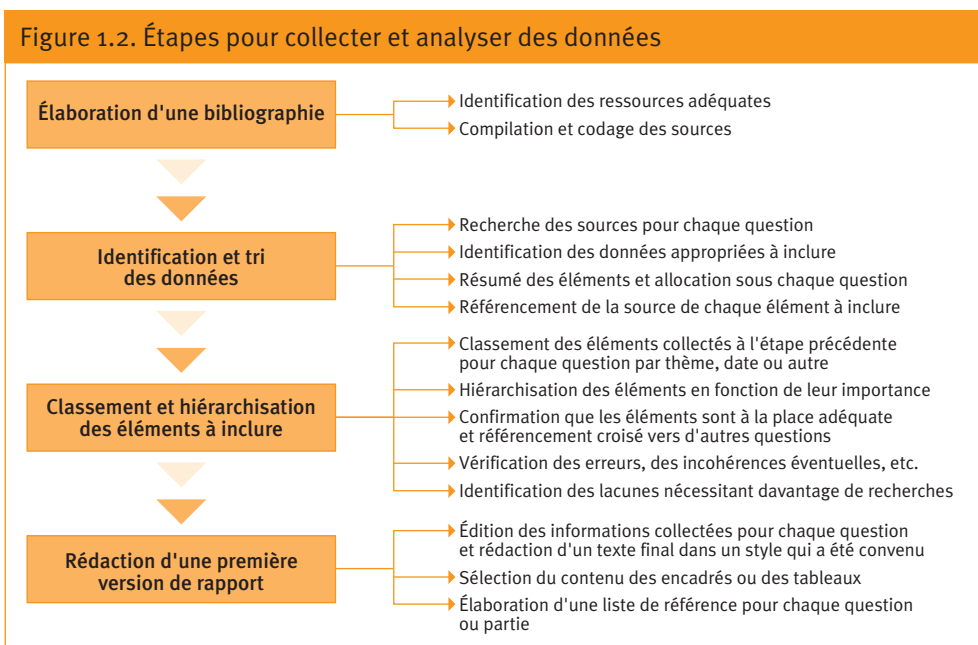 Figure 1.2. Étapes pour collecter et analyser des données
Élaboration d'une bibliographie
Identification des ressources adéquates
Compilation et codage des sources
Identification et tri
des données
Recherche des sources pour chaque question
Identification des données appropriées à inclure
Résumé des éléments et allocation sous chaque question
Référencement de la source de chaque élément à inclure
Classement et hiérarchisation
des éléments à inclure
Classement des éléments collectés à l'étape précédente
pour chaque question par thème, date ou autre
Hiérarchisation des éléments en fonction de leur importance
Confirmation que les éléments sont à la place adéquate
et référencement croisé vers d'autres questions
Vérification des erreurs, des incohérences éventuelles, etc.
Identification des lacunes nécessitant davantage de recherches
Rédaction d'une première
version de rapport
Édition des informations collectées pour chaque question
et rédaction d'un texte final dans un style qui a été convenu
Sélection du contenu des encadrés ou des tableaux
Élaboration d'une liste de référence pour chaque question
ou partie